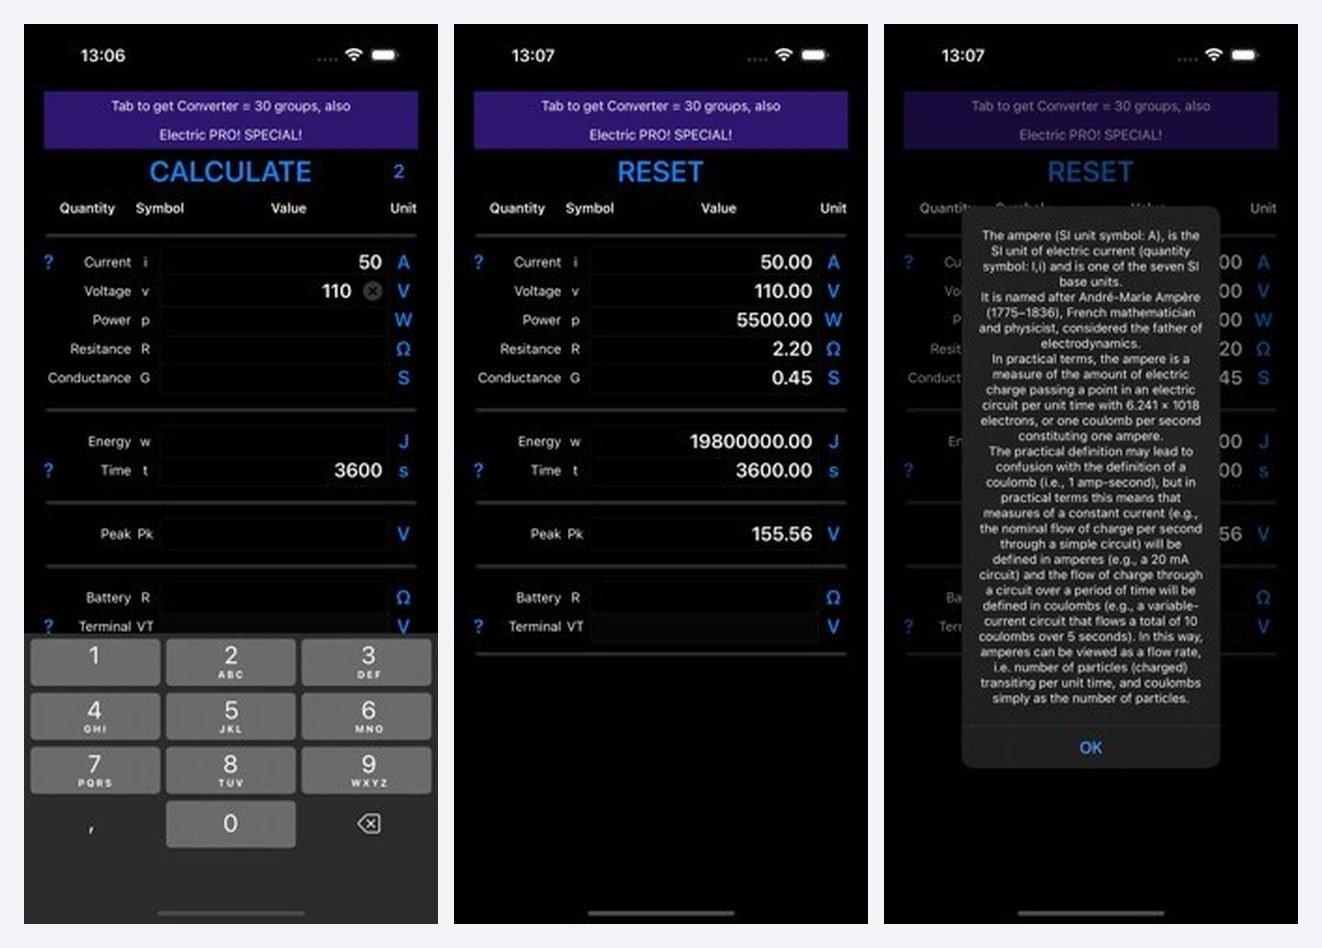 13:06
Tab to get Converter = 30 groups, also
Electric PRO! SPECIAL!
CALCULATE 2
Quantity Symbol Value Unit
? Current i 50 A
Voltage v 110 V
Power p W
Resitance R Ω
Conductance G S
Energy w J
? Time t 3600 s
Peak Pk V
Battery R Ω
? Terminal VT V
1
2 ABC
3 DEF
4 GHI
5 JKL
6 MNO
7 PQRS
8 TUV
9 WXYZ
,
0
13:07
Tab to get Converter = 30 groups, also
Electric PRO! SPECIAL!
RESET
Quantity Symbol Value Unit
? Current i 50.00 A
Voltage v 110.00 V
Power p 5500.00 W
Resitance R 2.20 Ω
Conductance G 0.45 S
Energy w 19800000.00 J
? Time t 3600.00 s
Peak Pk 155.56 V
Battery R Ω
? Terminal VT V
13:07
Tab to get Converter = 30 groups, also
Electric PRO! SPECIAL!
RESET
Unit
? Cu 00 A
Vo 00 V
P 00 W
Resit 20 Ω
Conduct 45 S
En 00 J
? 00 s
56 V
Ba Ω
? Tern V
The ampere (SI unit symbol: A), is the
SI unit of electric current (quantity
symbol: I,i) and is one of the seven SI
base units.
It is named after André-Marie Ampère
(1775–1836), French mathematician
and physicist, considered the father of
electrodynamics.
In practical terms, the ampere is a
measure of the amount of electric
charge passing a point in an electric
circuit per unit time with 6.241 × 1018
electrons, or one coulomb per second
constituting one ampere.
The practical definition may lead to
confusion with the definition of a
coulomb (i.e., 1 amp-second), but in
practical terms this means that
measures of a constant current (e.g.,
the nominal flow of charge per second
through a simple circuit) will be
defined in amperes (e.g., a 20 mA
circuit) and the flow of charge through
a circuit over a period of time will be
defined in coulombs (e.g., a variable-
current circuit that flows a total of 10
coulombs over 5 seconds). In this way,
amperes can be viewed as a flow rate,
i.e. number of particles (charged)
transiting per unit time, and coulombs
simply as the number of particles.
OK